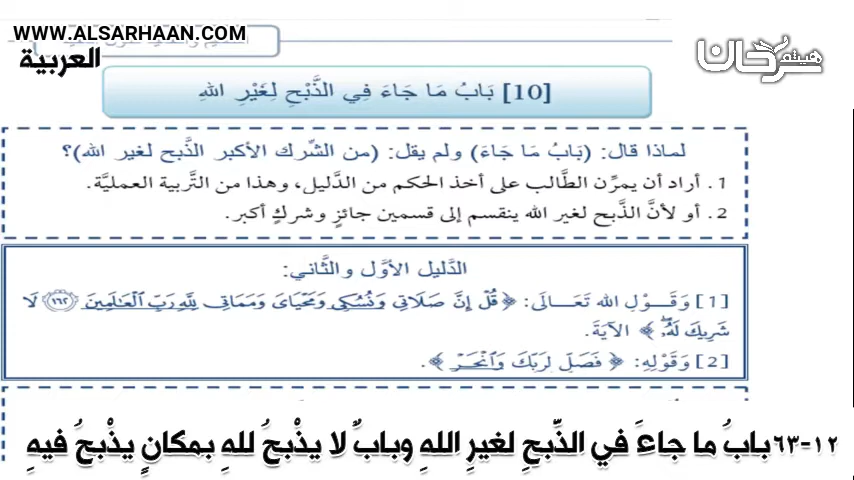 WWW.ALSARHAAN.COM
العربية
هيثم سرحان
[10] بَابُ مَا جَاءَ فِي الذَّبْحِ لِغَيْرِ اللهِ
لماذا قال: (بَابُ مَا جَاءَ) ولم يقل: (من الشّرك الأكبر الذَّبح لغير الله)؟
1. أراد أن يمرِّن الطَّالب على أخذ الحكم من الدَّليل، وهذا من التَّربية العمليَّة.
2. أو لأنَّ الذَّبح لغير الله ينقسم إلى قسمين جائزٍ وشركٍ أكبر.
الدَّليل الأوَّل والثَّاني:
[1] وَقَوْلِ الله تَعَالَى: ﴿ قُلْ إِنَّ صَلَاتِي وَنُسُكِي وَمَحْيَايَ وَمَمَاتِي لِلَّهِ رَبِّ الْعَالَمِينَ ١٦٢ لَا
شَرِيكَ لَهُۥ ﴾ الآيَةَ.
[2] وَقَوْلِهِ: ﴿ فَصَلِّ لِرَبِّكَ وَانْحَرْ ﴾.
١٢-٦٣ بابُ ما جاءَ في الذّبحِ لغيرِ اللهِ وبابٌ لا يذْبحُ للهِ بمكانٍ يذْبحُ فيهِ